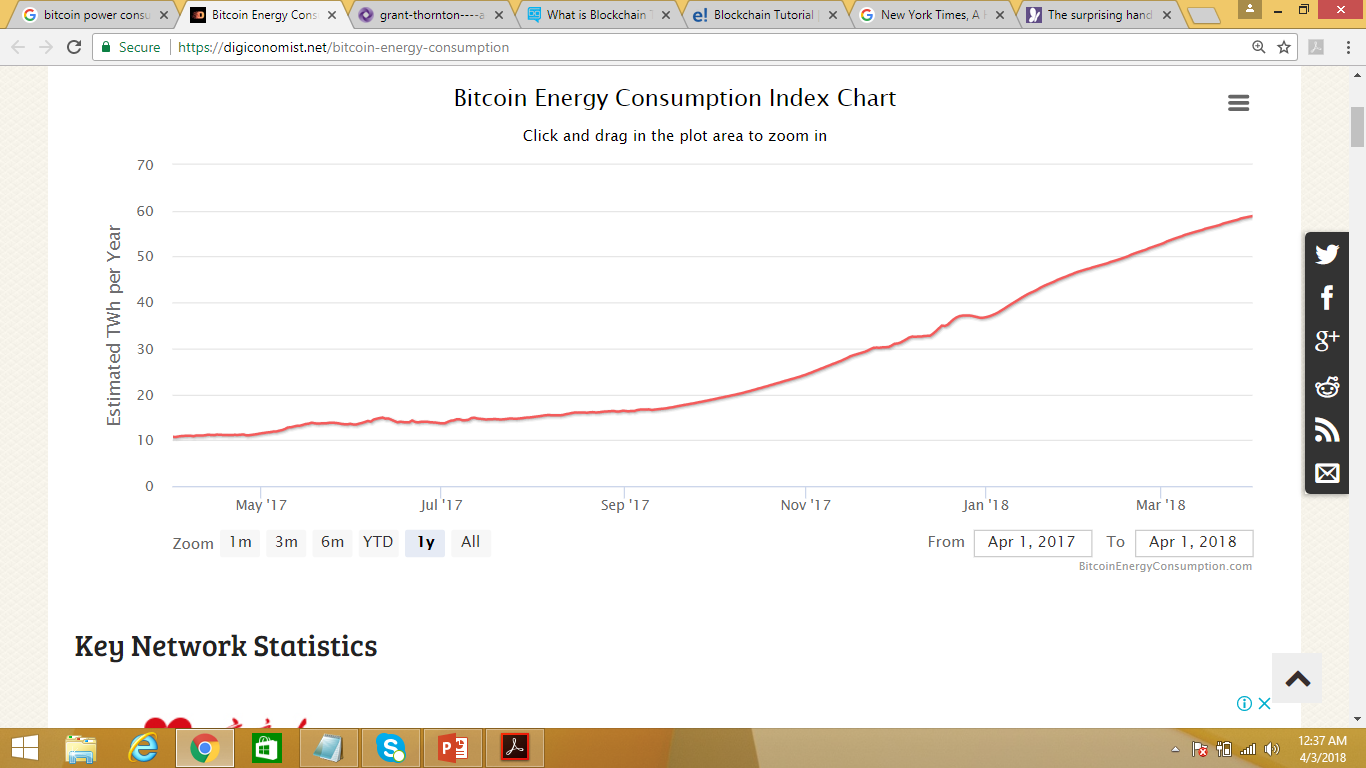 bitcoin power consu
Bitcoin Energy Cons
grant-thornton----a
What is Blockchain T
e! Blockchain Tutorial
New York Times, A H
The surprising hand
Secure https://digiconomist.net/bitcoin-energy-consumption
Bitcoin Energy Consumption Index Chart
Click and drag in the plot area to zoom in
Estimated TWh per Year
70
60
50
40
30
20
10
0
May '17 Jul '17 Sep '17 Nov '17 Jan '18 Mar '18
Zoom 1m 3m 6m YTD 1y All From Apr 1, 2017 To Apr 1, 2018
BitcoinEnergyConsumption.com
Key Network Statistics
12:37 AM
4/3/2018